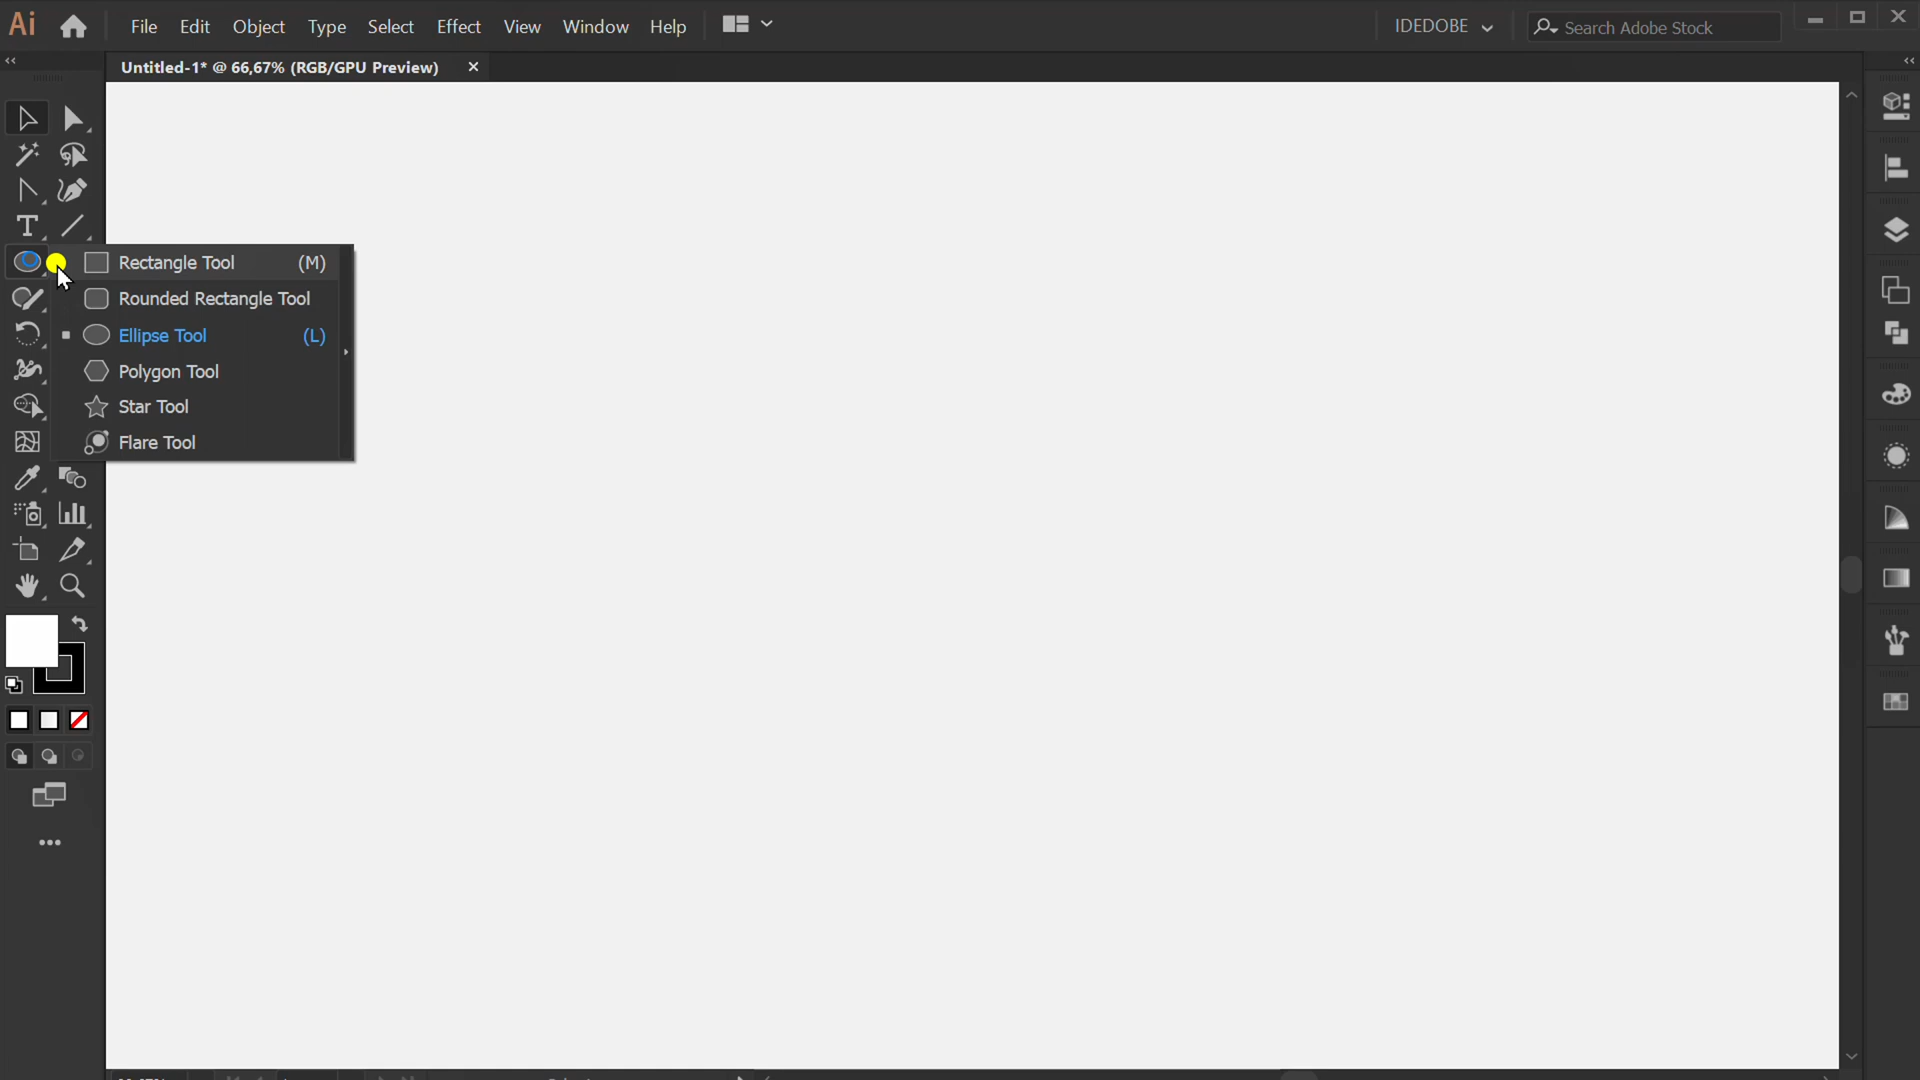 Ai File Edit Object Type Select Effect View Window Help IDEDOBE Search Adobe Stock
Untitled-1* @ 66,67% (RGB/GPU Preview)
Rectangle Tool (M)
Rounded Rectangle Tool
Ellipse Tool (L)
Polygon Tool
Star Tool
Flare Tool